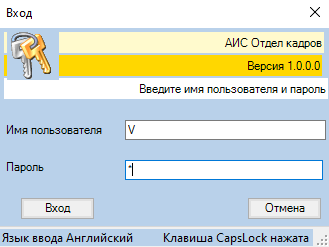 Вход
АИС Отдел кадров
Версия 1.0.0.0
Введите имя пользователя и пароль
Имя пользователя V
Пароль *
Вход Отмена
Язык ввода Английский Клавиша CapsLock нажата